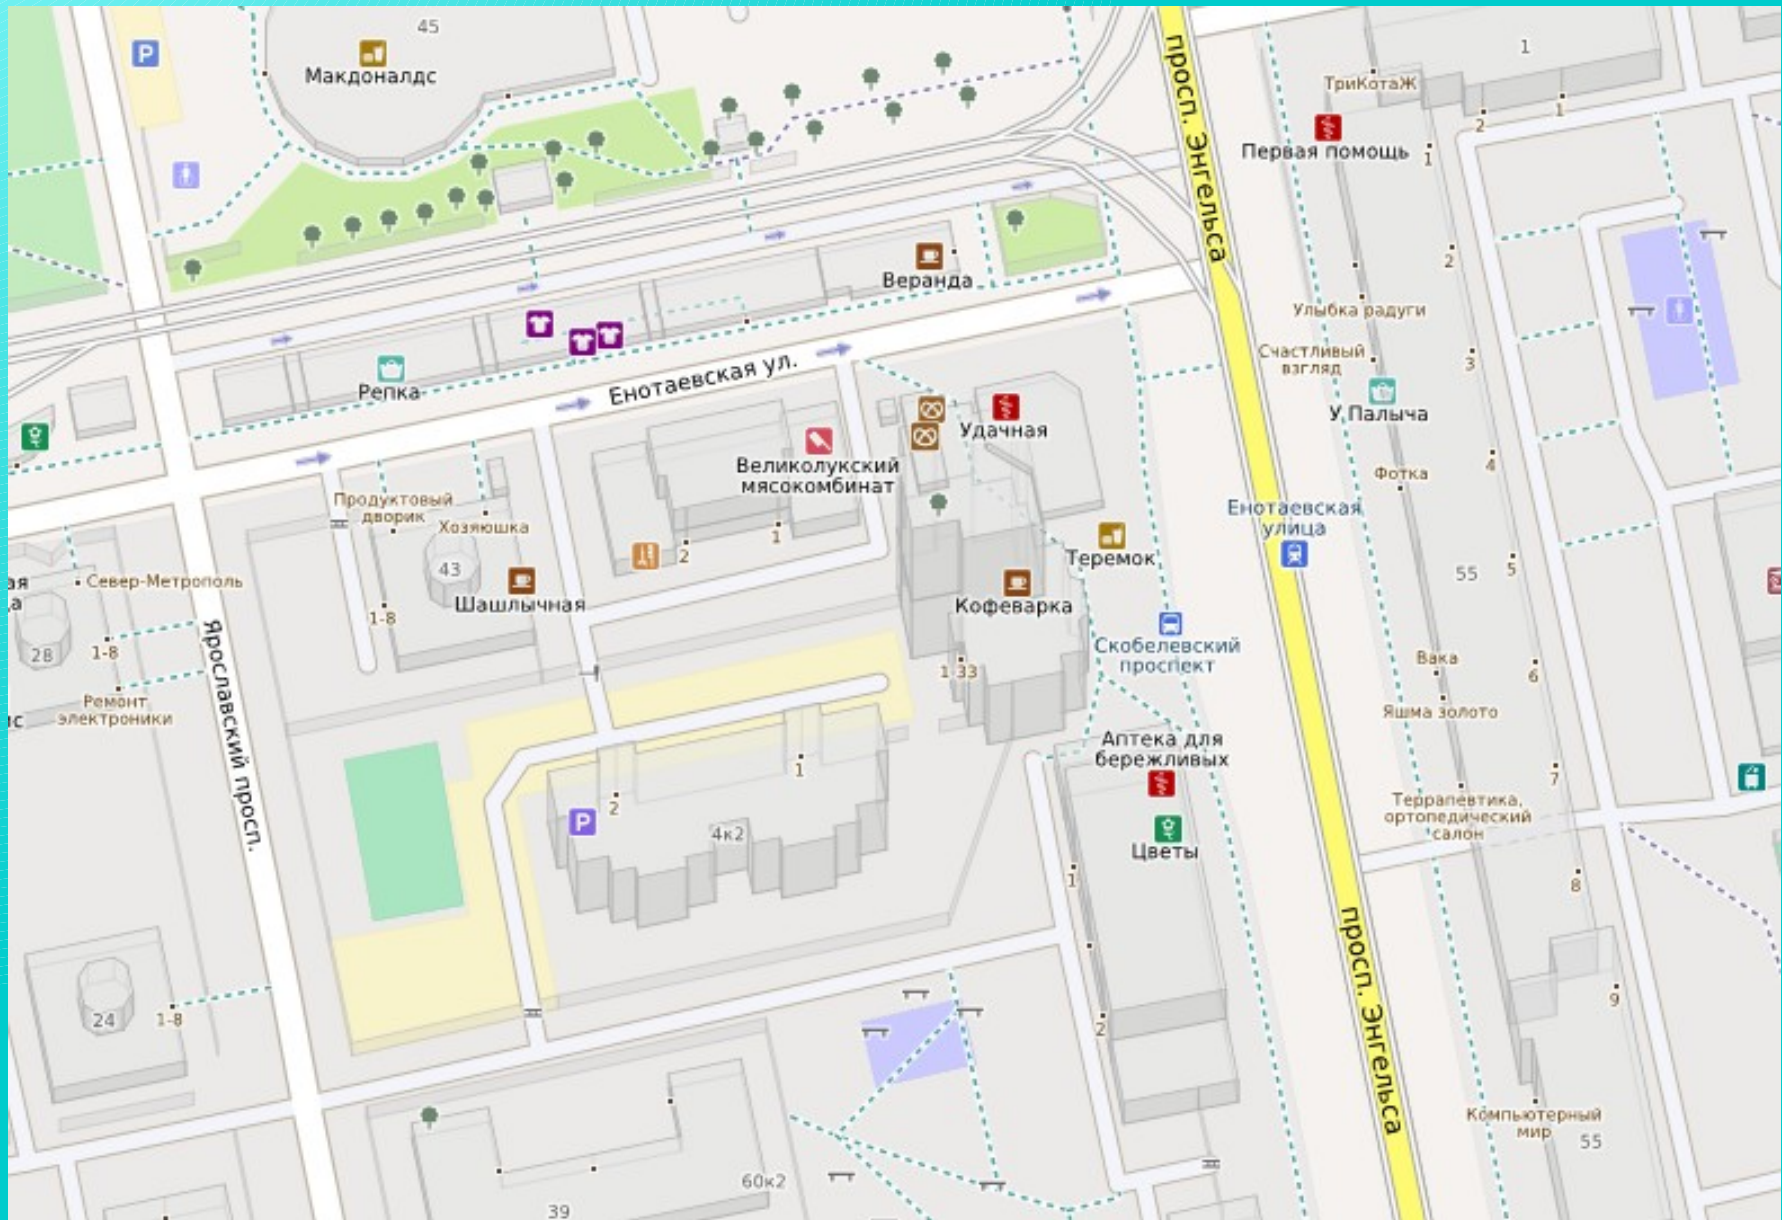 45
Макдоналдс
просп. Энгельса
1
ТриКотаЖ
2
1
Первая помощь
1
2
Веранда
Улыбка радуги
Счастливый
взгляд
3
У Палыча
Репка
Енотаевская ул.
Удачная
Великолукский
мясокомбинат
4
Фотка
Продуктовый
дворик
Хозяюшка
Енотаевская
улица
2
1
Теремок
43
55
5
ая
Север-Метрополь
Шашлычная
Кофеварка
а
1-8
28
1-8
Ярославский просп.
Скобелевский
проспект
1
33
Вака
6
Ремонт
электроники
ис
Яшма золото
Аптека для
бережливых
1
2
7
Террапевтика,
ортопедический
салон
4к2
Цветы
1
8
просп. Энгельса
9
24
1-8
2
Компьютерный
мир
55
60к2
39